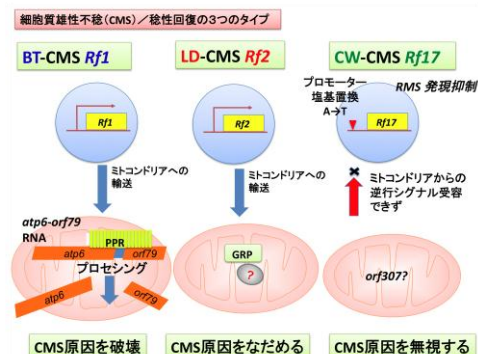 細胞質雄性不稔(CMS)/稔性回復の3つのタイプ
BT-CMS Rf1
LD-CMS Rf2
CW-CMS Rf17
プロモーター
塩基置換
A→T
RMS 発現抑制
Rf1
Rf2
Rf17
ミトコンドリアへの
輸送
ミトコンドリアへの
輸送
ミトコンドリアからの
逆行シグナル受容
できず
atp6-orf79
RNA
PPR
atp6
orf79
プロセシング
atp6
orf79
GRP
?
orf307?
CMS原因を破壊
CMS原因をなだめる
CMS原因を無視する